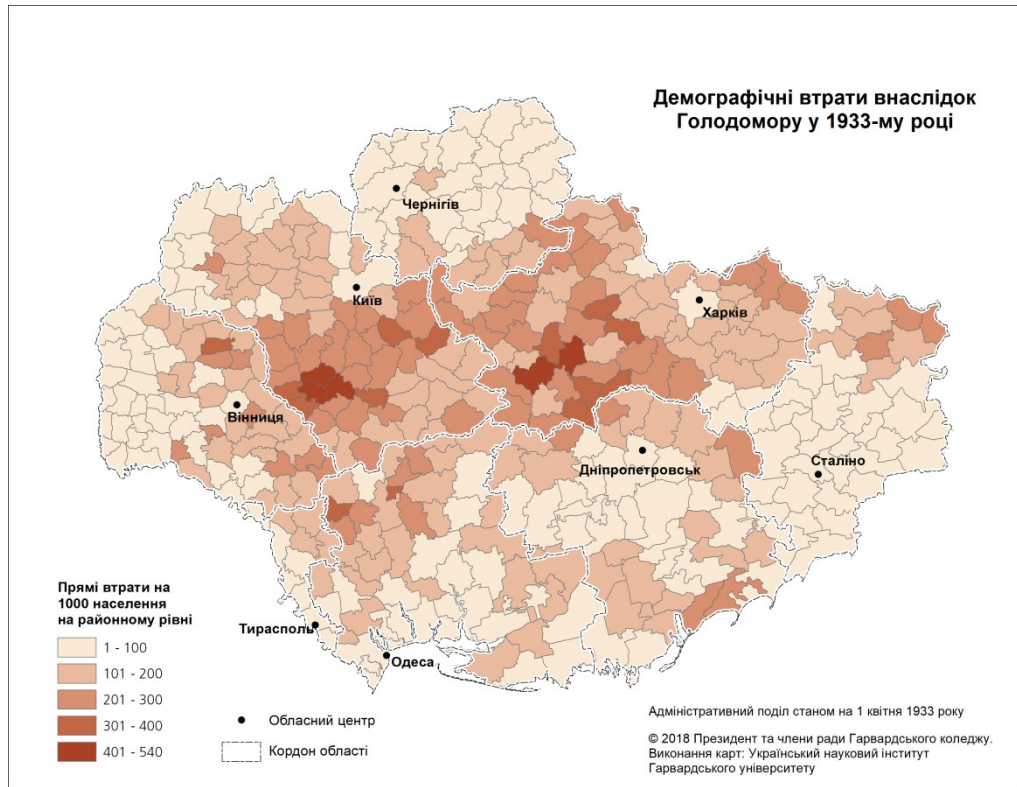 Демографічні втрати внаслідок
Голодомору у 1933-му році
Чернігів
Київ
Харків
Вінниця
Дніпропетровськ
Сталіно
Тирасполь
Одеса
Прямі втрати на
1000 населення
на районному рівні
1 - 100
101 - 200
201 - 300
301 - 400
401 - 540
Обласний центр
Кордон області
Адміністративний поділ станом на 1 квітня 1933 року
© 2018 Президент та члени ради Гарвардського коледжу.
Виконання карт: Український науковий інститут
Гарвардського університету